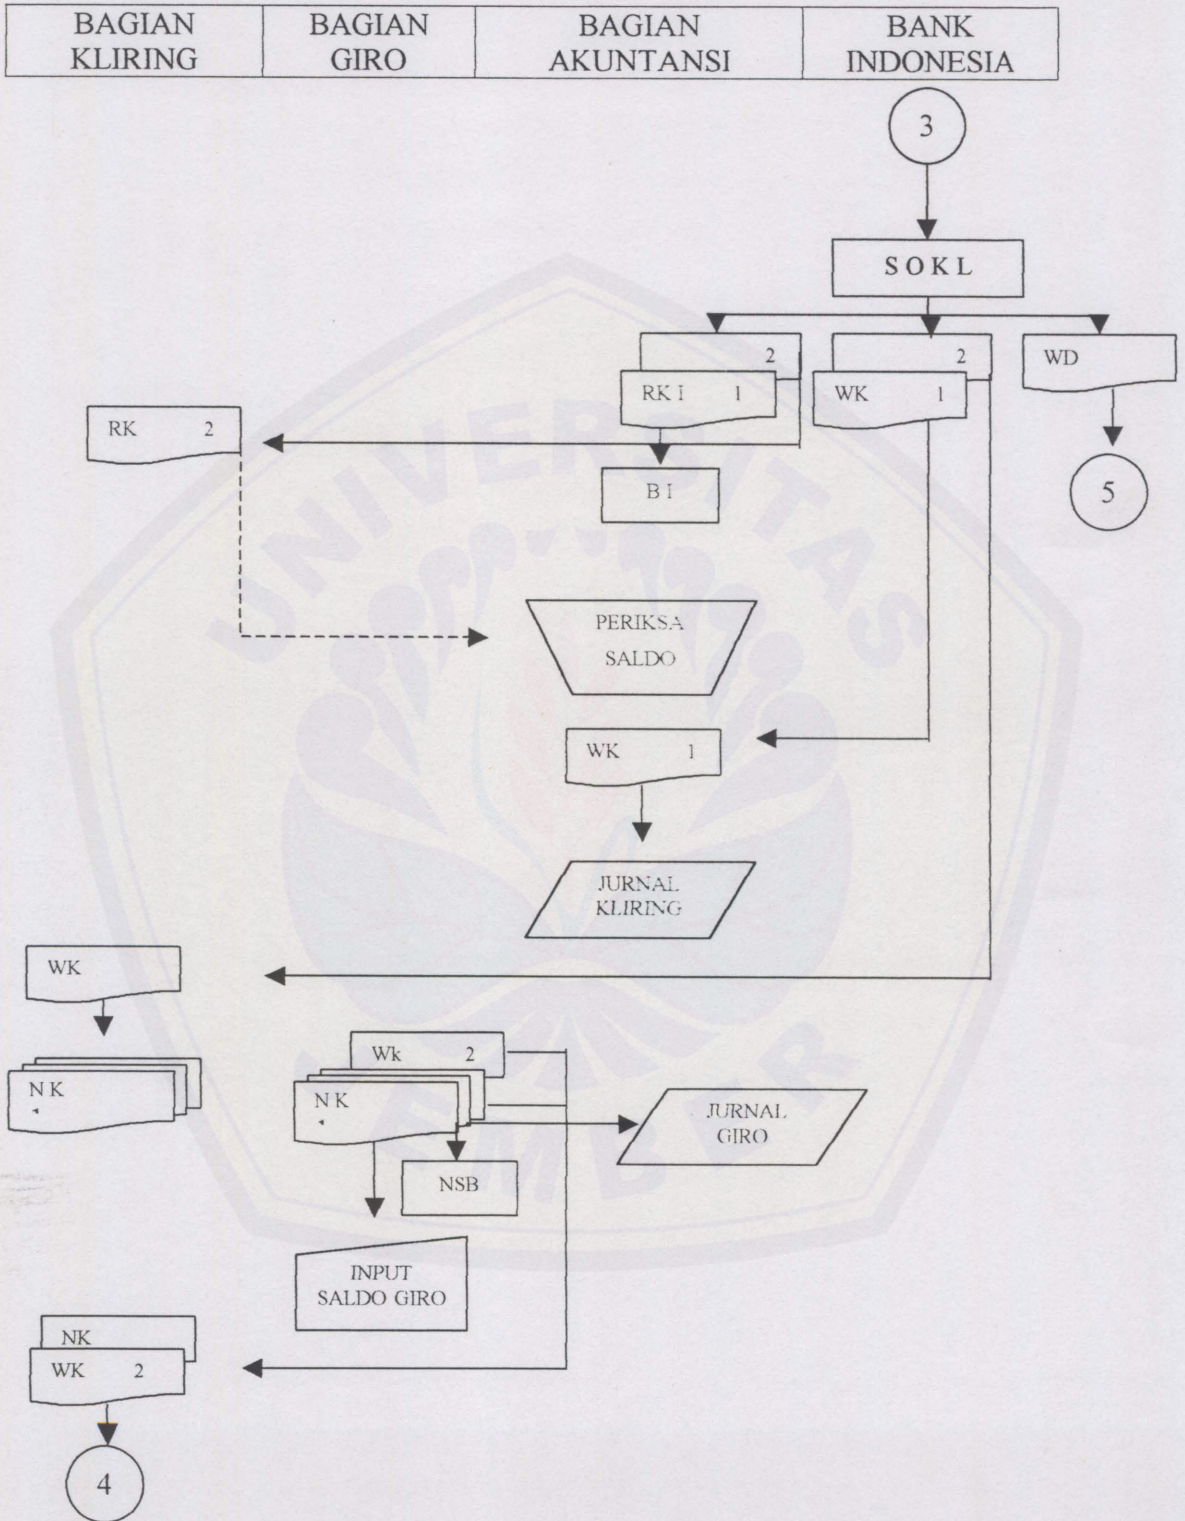 BAGIAN
KLIRING
BAGIAN
GIRO
BAGIAN
AKUNTANSI
BANK
INDONESIA
3
S O K L
2
RK I 1
2
WK 1
WD
RK 2
B I
5
PERIKSA
SALDO
WK 1
JURNAL
KLIRING
WK
N K
Wk 2
N K
JURNAL
GIRO
NSB
INPUT
SALDO GIRO
NK
WK 2
4
UNIVERSITAS
JEMBER